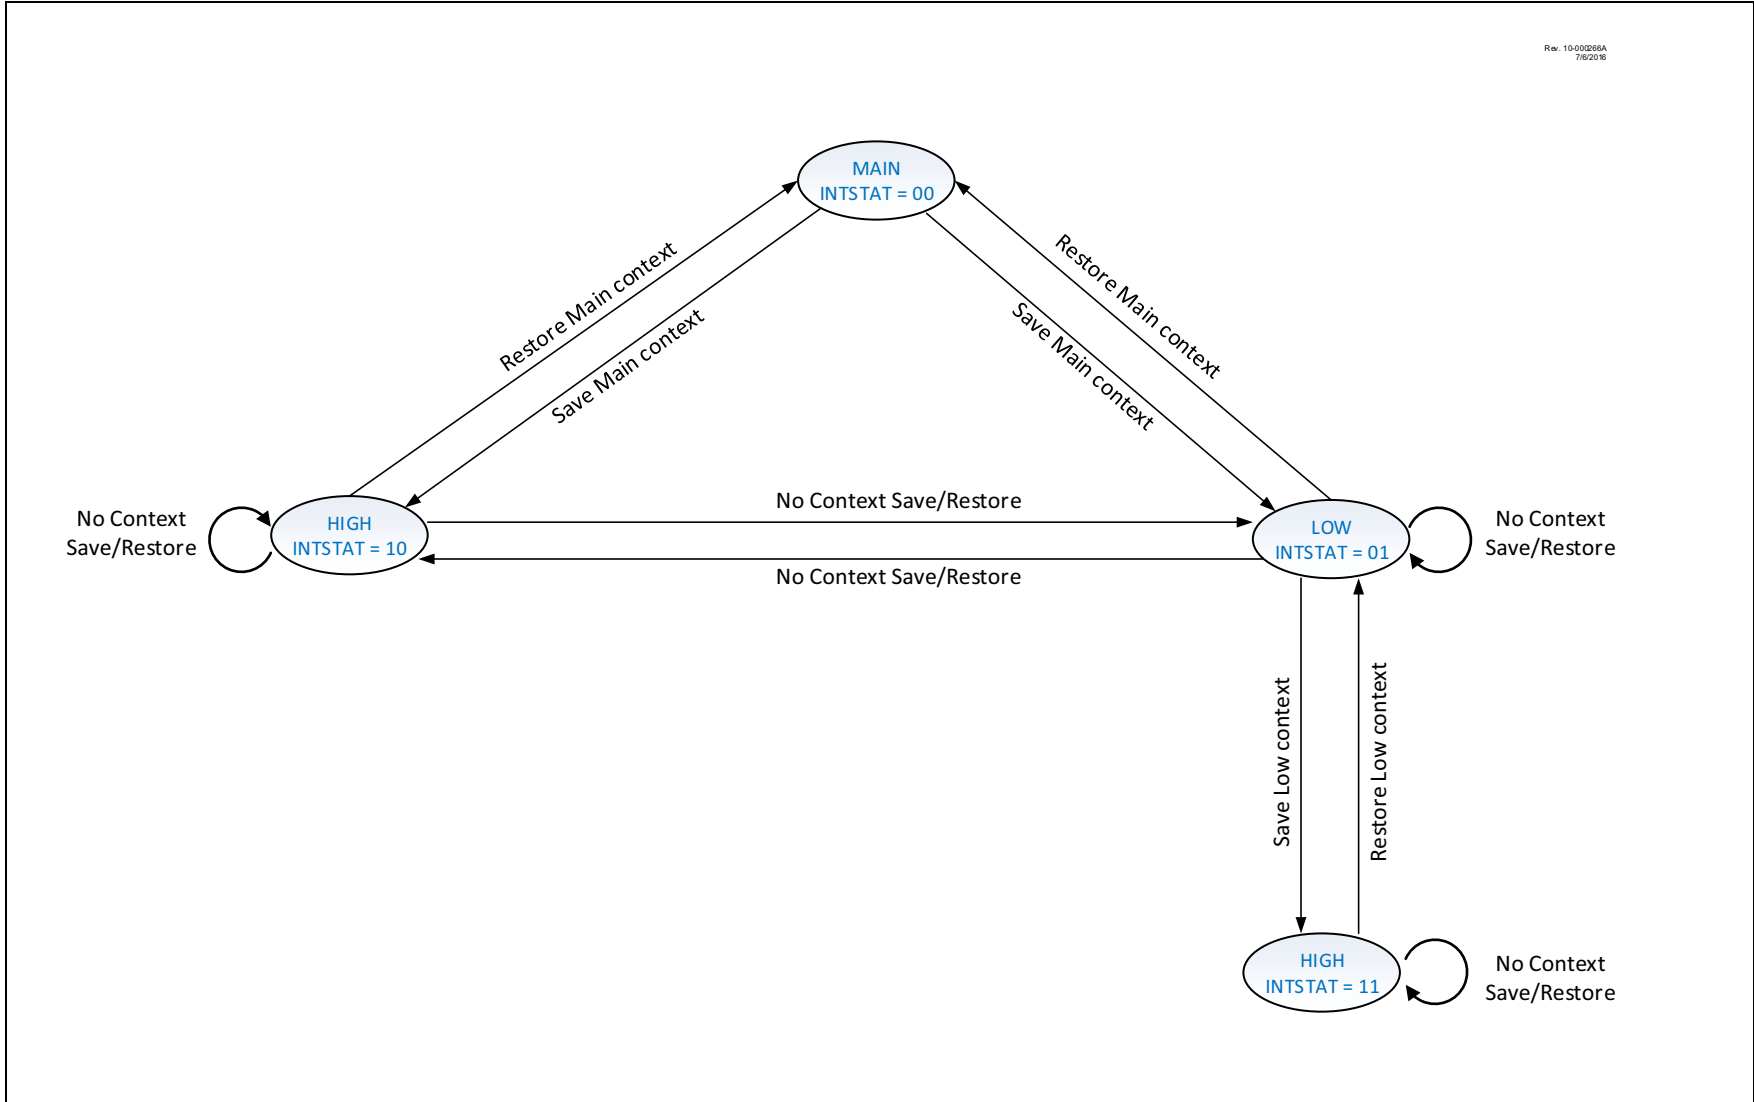 Rev. 10-000266A
7/6/2016
MAIN
INTSTAT = 00
Restore Main context
Save Main context
Save Main context
Restore Main context
No Context
Save/Restore
HIGH
INTSTAT = 10
No Context Save/Restore
No Context Save/Restore
LOW
INTSTAT = 01
No Context
Save/Restore
Save Low context
Restore Low context
HIGH
INTSTAT = 11
No Context
Save/Restore